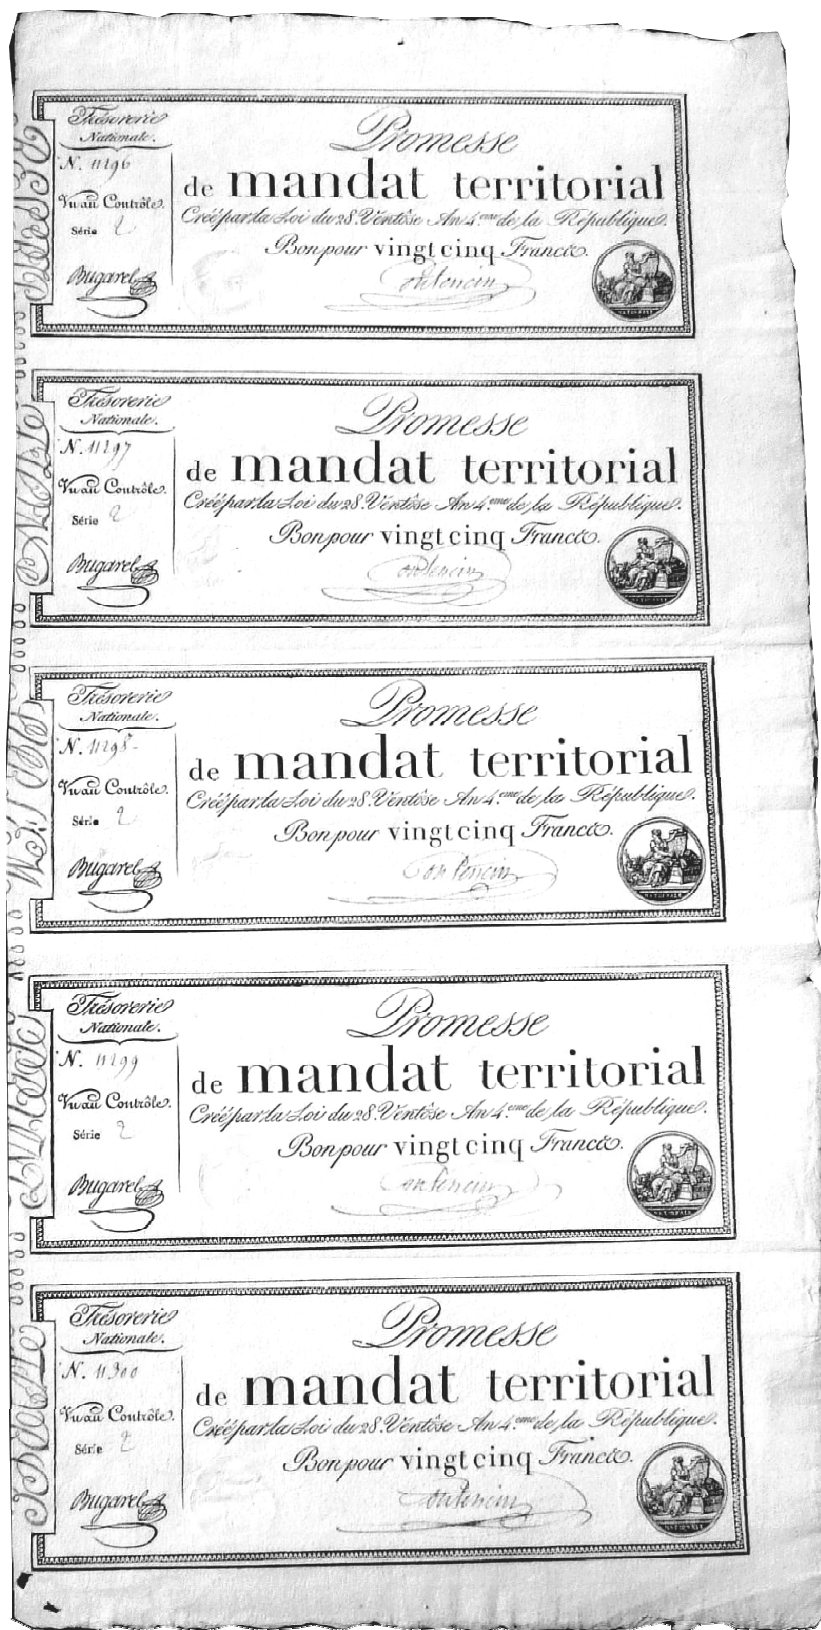 Trésorerie
Nationale.
N. 11296
Vu au Contrôle.
Série 2
Bugarel
Promesse
de mandat territorial
Créé par la Loi du 28. Ventôse An 4.eme de la République.
Bon pour vingt cinq Francs.
Trésorerie
Nationale.
N. 11297
Vu au Contrôle.
Série 2
Bugarel
Promesse
de mandat territorial
Créé par la Loi du 28. Ventôse An 4.eme de la République.
Bon pour vingt cinq Francs.
Trésorerie
Nationale.
N. 11298
Vu au Contrôle.
Série 2
Bugarel
Promesse
de mandat territorial
Créé par la Loi du 28. Ventôse An 4.eme de la République.
Bon pour vingt cinq Francs.
Trésorerie
Nationale.
N. 11299
Vu au Contrôle.
Série 2
Bugarel
Promesse
de mandat territorial
Créé par la Loi du 28. Ventôse An 4.eme de la République.
Bon pour vingt cinq Francs.
Trésorerie
Nationale.
N. 11300
Vu au Contrôle.
Série 2
Bugarel
Promesse
de mandat territorial
Créé par la Loi du 28. Ventôse An 4.eme de la République.
Bon pour vingt cinq Francs.